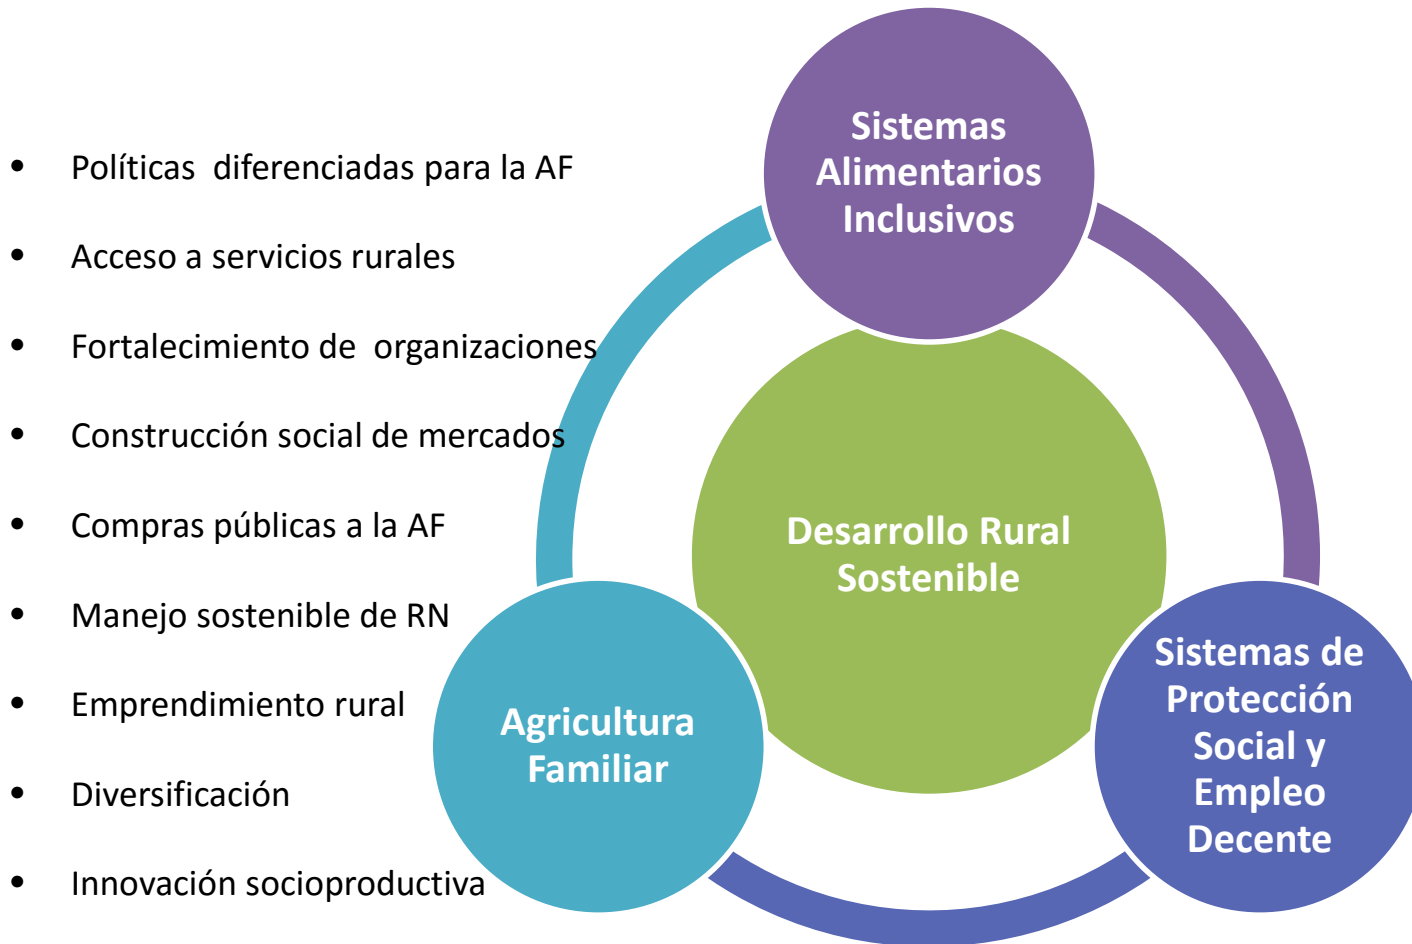 • Políticas diferenciadas para la AF
• Acceso a servicios rurales
• Fortalecimiento de organizaciones
• Construcción social de mercados
• Compras públicas a la AF
• Manejo sostenible de RN
• Emprendimiento rural
• Diversificación
• Innovación socioproductiva
Sistemas
Alimentarios
Inclusivos
Desarrollo Rural
Sostenible
Agricultura
Familiar
Sistemas de
Protección
Social y
Empleo
Decente